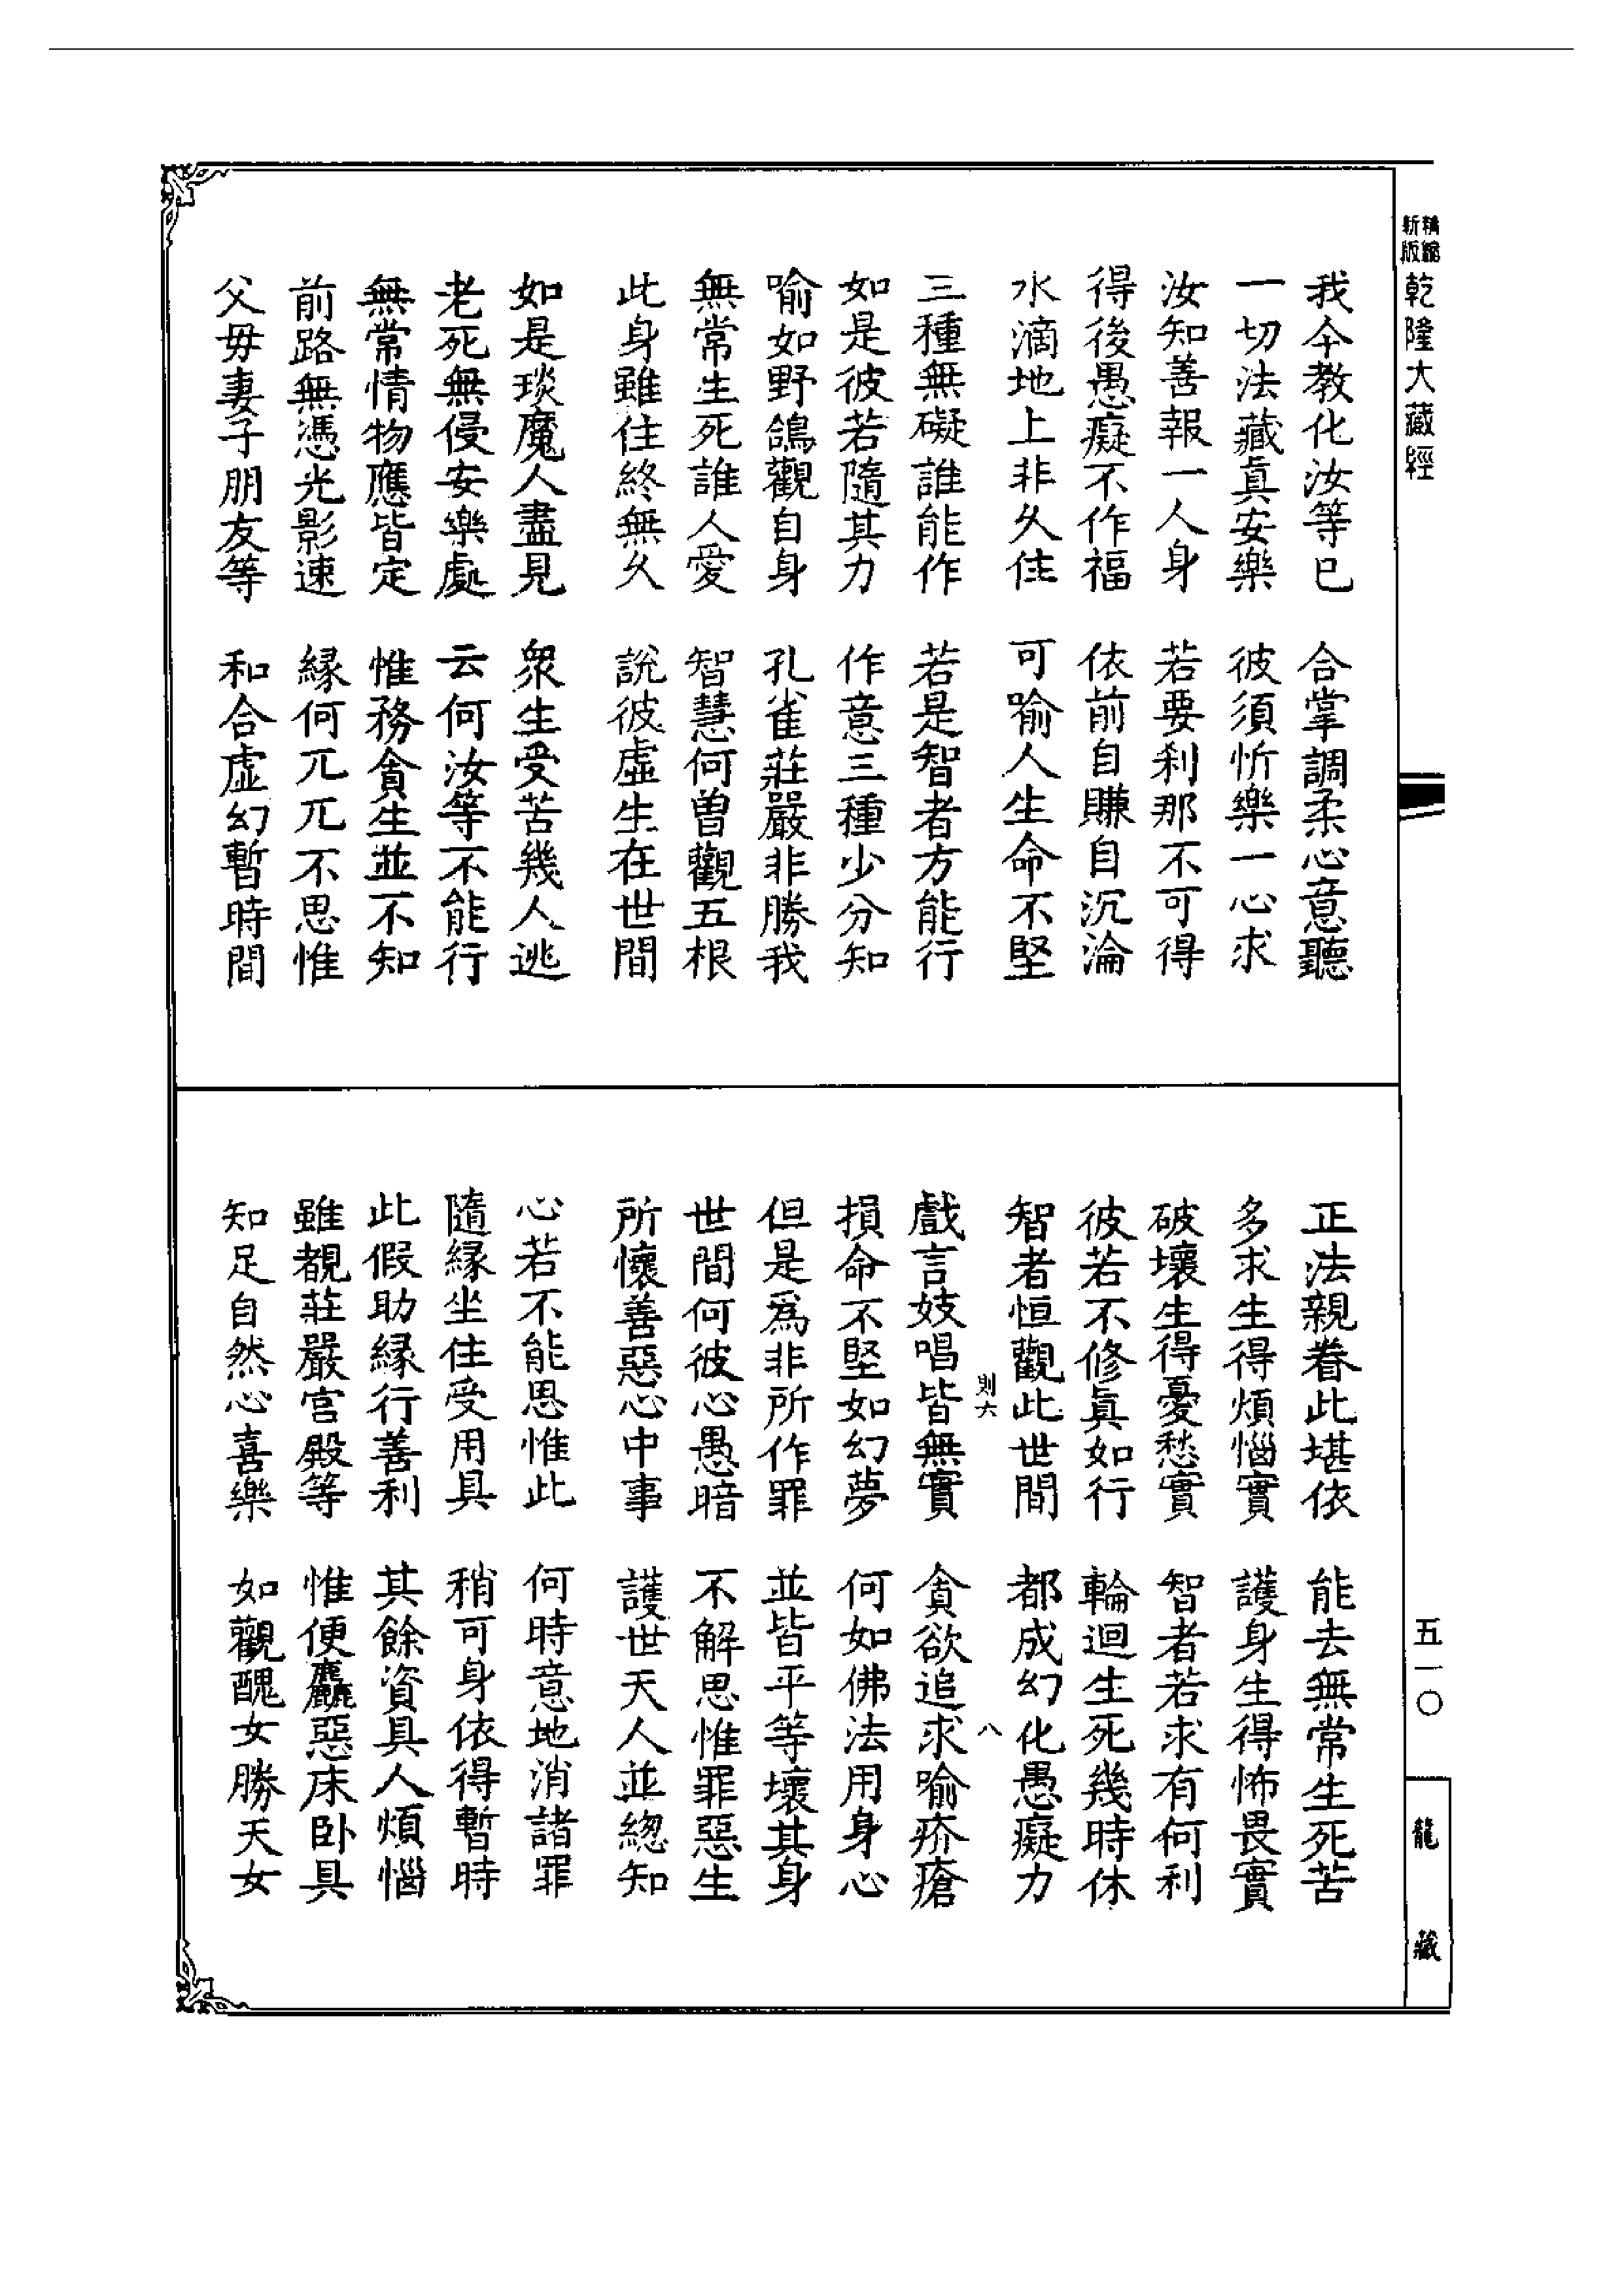 精縮新版乾隆大藏經
我今教化汝等已　合掌調柔心意聽
一切法藏真安樂　彼須忻樂一心求
汝知善報一人身　若要刹那不可得
得後愚癡不作福　依前自賺自沉淪
水滴地上非久住　可喻人生命不堅
三種無礙誰能作　若是智者方能行
如是彼若隨其力　作意三種少分知
喻如野鴿觀自身　孔雀莊嚴非勝我
無常生死誰人愛　智慧何曽觀五根
此身雖住終無久　說彼虛生在世間
如是琰魔人盡見　衆生受苦幾人逃
老死無侵安樂處　云何汝等不能行
無常情物應皆定　惟務貪生並不知
前路無憑光影速　緣何兀兀不思惟
父毋妻子朋友等　和合虛幻暫時間
正法親眷此堪依　能去無常生死苦
多求生得煩惱實　護身生得怖畏實
破壞生得憂愁實　智者若求有何利
彼若不修眞如行　輪迴生死幾時休
智者恒觀此世間　都成幻化愚癡力
則六　八
戲言妓唱皆無實　貪欲追求喻疥瘡
損命不堅如幻夢　何如佛法用身心
但是爲非所作罪　並皆平等壞其身
世間何彼心愚暗　不解思惟罪惡生
所懷善惡心中事　護世天人並總知
心若不能思惟此　何時意地消諸罪
隨緣坐住受用具　稍可身依得暫時
此假助緣行善利　其餘資具人煩惱
雖覩莊嚴宫殿等　惟便麤惡床卧具
知足自然心喜樂　如觀醜女勝天女
五一〇
龍藏